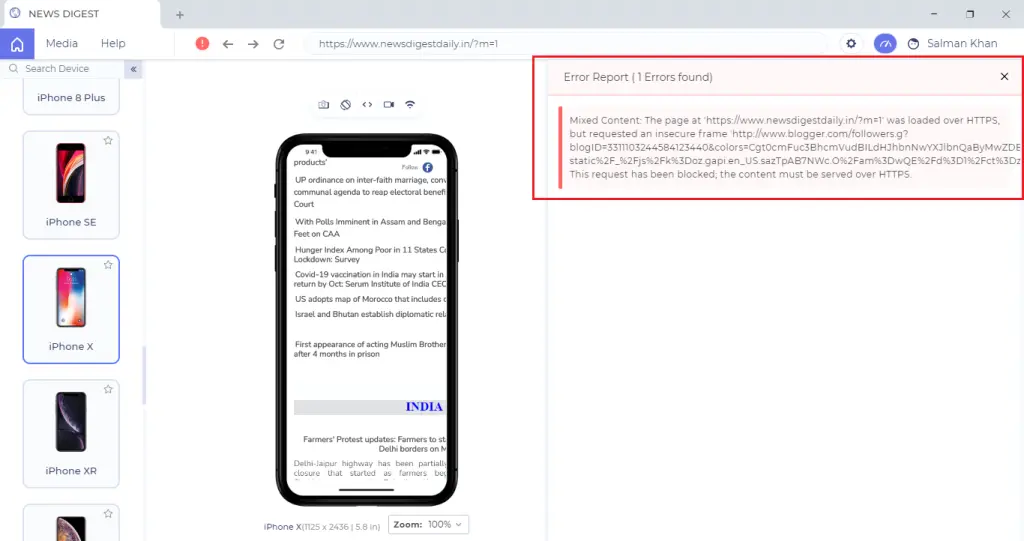 NEWS DIGEST
Media
Help
https://www.newsdigestdaily.in/?m=1
Salman Khan
Search Device
«
iPhone 8 Plus
iPhone SE
iPhone X
iPhone XR
9:41
products'
Follow
UP ordinance on inter-faith marriage, conv
communal agenda to reap electoral benefi
Court
With Polls Imminent in Assam and Benga
Feet on CAA
Hunger Index Among Poor in 11 States Co
Lockdown: Survey
Covid-19 vaccination in India may start in
return by Oct: Serum Institute of India CEO
US adopts map of Morocco that includes
Israel and Bhutan establish diplomatic rela
First appearance of acting Muslim Brother
after 4 months in prison
INDIA
Farmers' Protest updates: Farmers to sta
Delhi borders on M
Delhi-Jaipur highway has been partially
closure that started as farmers beg
iPhone X(1125 x 2436 | 5.8 in)
Zoom: 100%
Error Report ( 1 Errors found)
Mixed Content: The page at 'https://www.newsdigestdaily.in/?m=1' was loaded over HTTPS,
but requested an insecure frame 'http://www.blogger.com/followers.g?
blogID=3311103244584123440&colors=Cgt0cmFuc3BhcmVudBILdHJhbnNwYXJlbnQaByMwZDE
static%2F_%2Fjs%2Fk%3Doz.gapi.en_US.sazTpAB7NWc.O%2Fam%3DwQE%2Fd%3D1%2Fct%3Dz
This request has been blocked; the content must be served over HTTPS.